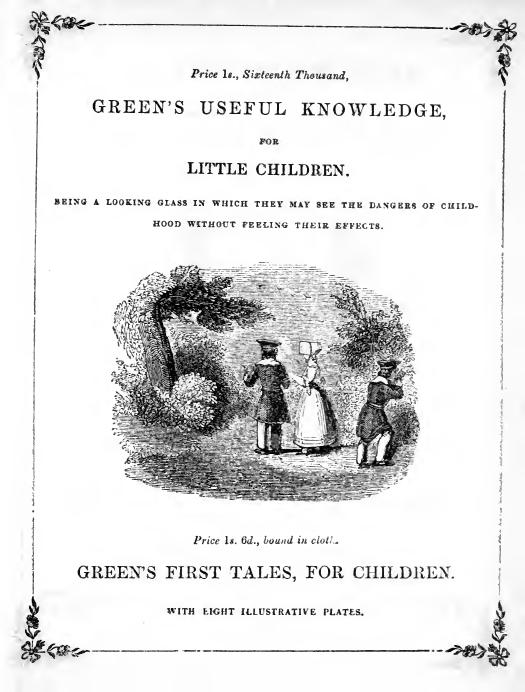 Price 1s., Sixteenth Thousand,
GREEN'S USEFUL KNOWLEDGE,
FOR
LITTLE CHILDREN.
BEING A LOOKING GLASS IN WHICH THEY MAY SEE THE DANGERS OF CHILD-
HOOD WITHOUT FEELING THEIR EFFECTS.
Price 1s. 6d., bound in cloth.
GREEN'S FIRST TALES, FOR CHILDREN.
WITH EIGHT ILLUSTRATIVE PLATES.